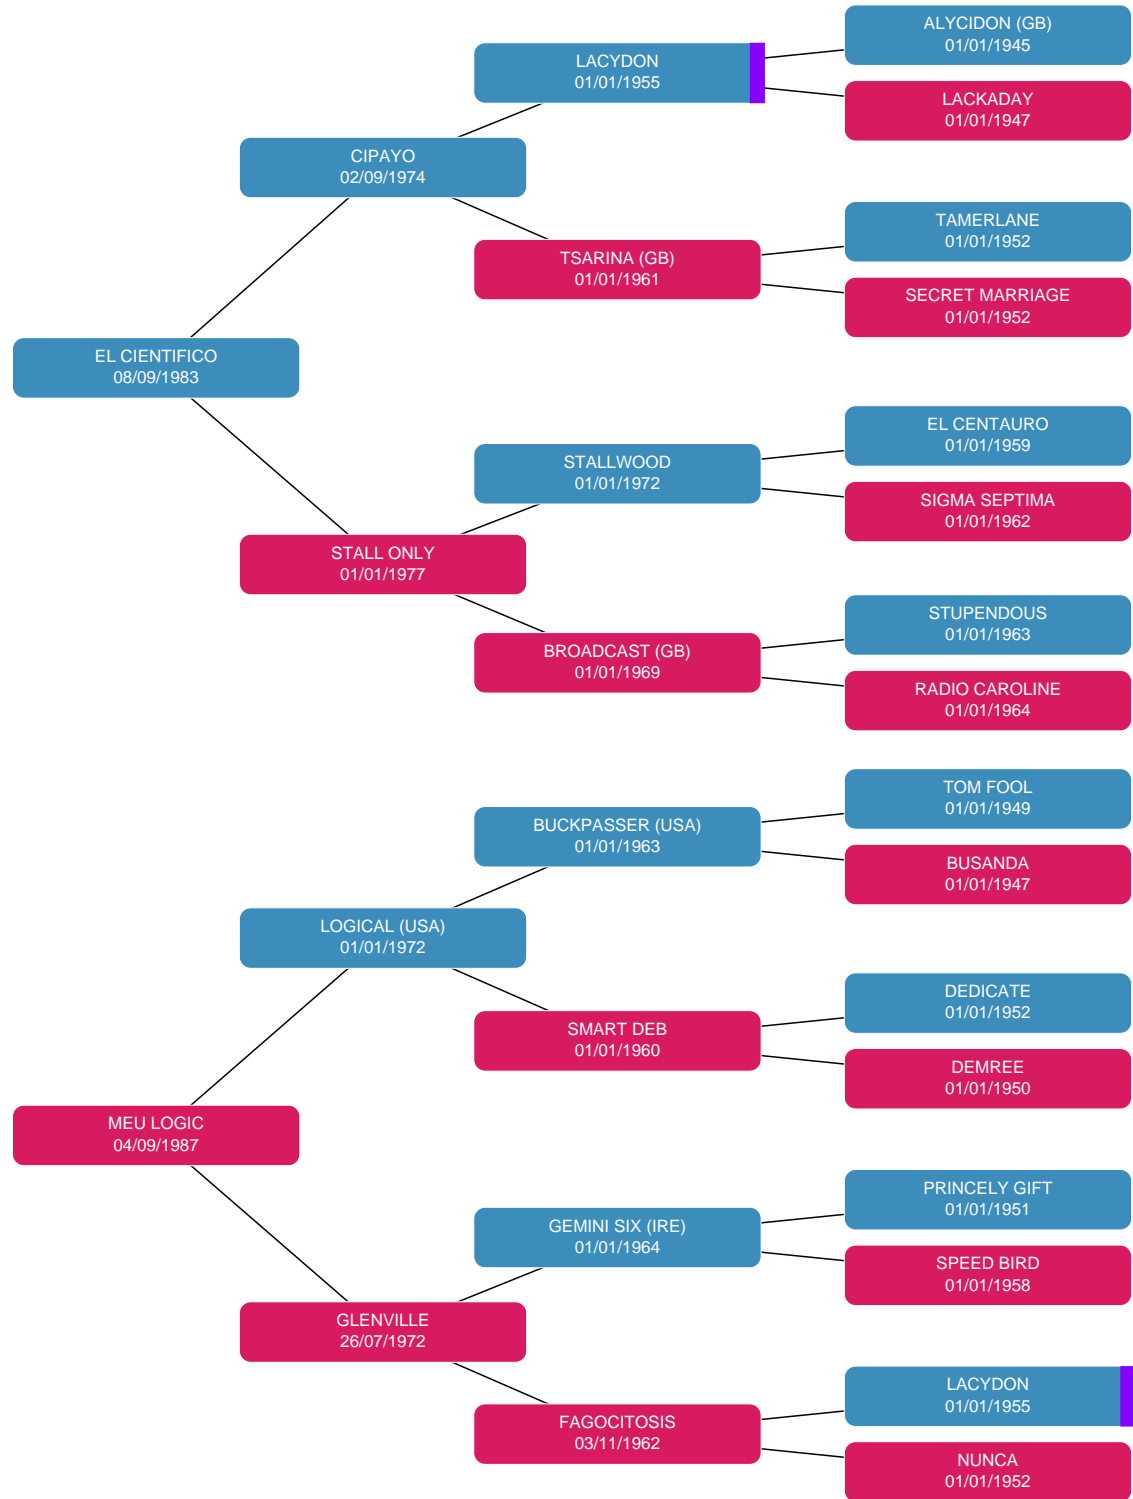 ALYCIDON (GB)
01/01/1945
LACYDON
01/01/1955
LACKADAY
01/01/1947
CIPAYO
02/09/1974
TAMERLANE
01/01/1952
TSARINA (GB)
01/01/1961
SECRET MARRIAGE
01/01/1952
EL CIENTIFICO
08/09/1983
EL CENTAURO
01/01/1959
STALLWOOD
01/01/1972
SIGMA SEPTIMA
01/01/1962
STALL ONLY
01/01/1977
STUPENDOUS
01/01/1963
BROADCAST (GB)
01/01/1969
RADIO CAROLINE
01/01/1964
TOM FOOL
01/01/1949
BUCKPASSER (USA)
01/01/1963
BUSANDA
01/01/1947
LOGICAL (USA)
01/01/1972
DEDICATE
01/01/1952
SMART DEB
01/01/1960
DEMREE
01/01/1950
MEU LOGIC
04/09/1987
PRINCELY GIFT
01/01/1951
GEMINI SIX (IRE)
01/01/1964
SPEED BIRD
01/01/1958
GLENVILLE
26/07/1972
LACYDON
01/01/1955
FAGOCITOSIS
03/11/1962
NUNCA
01/01/1952